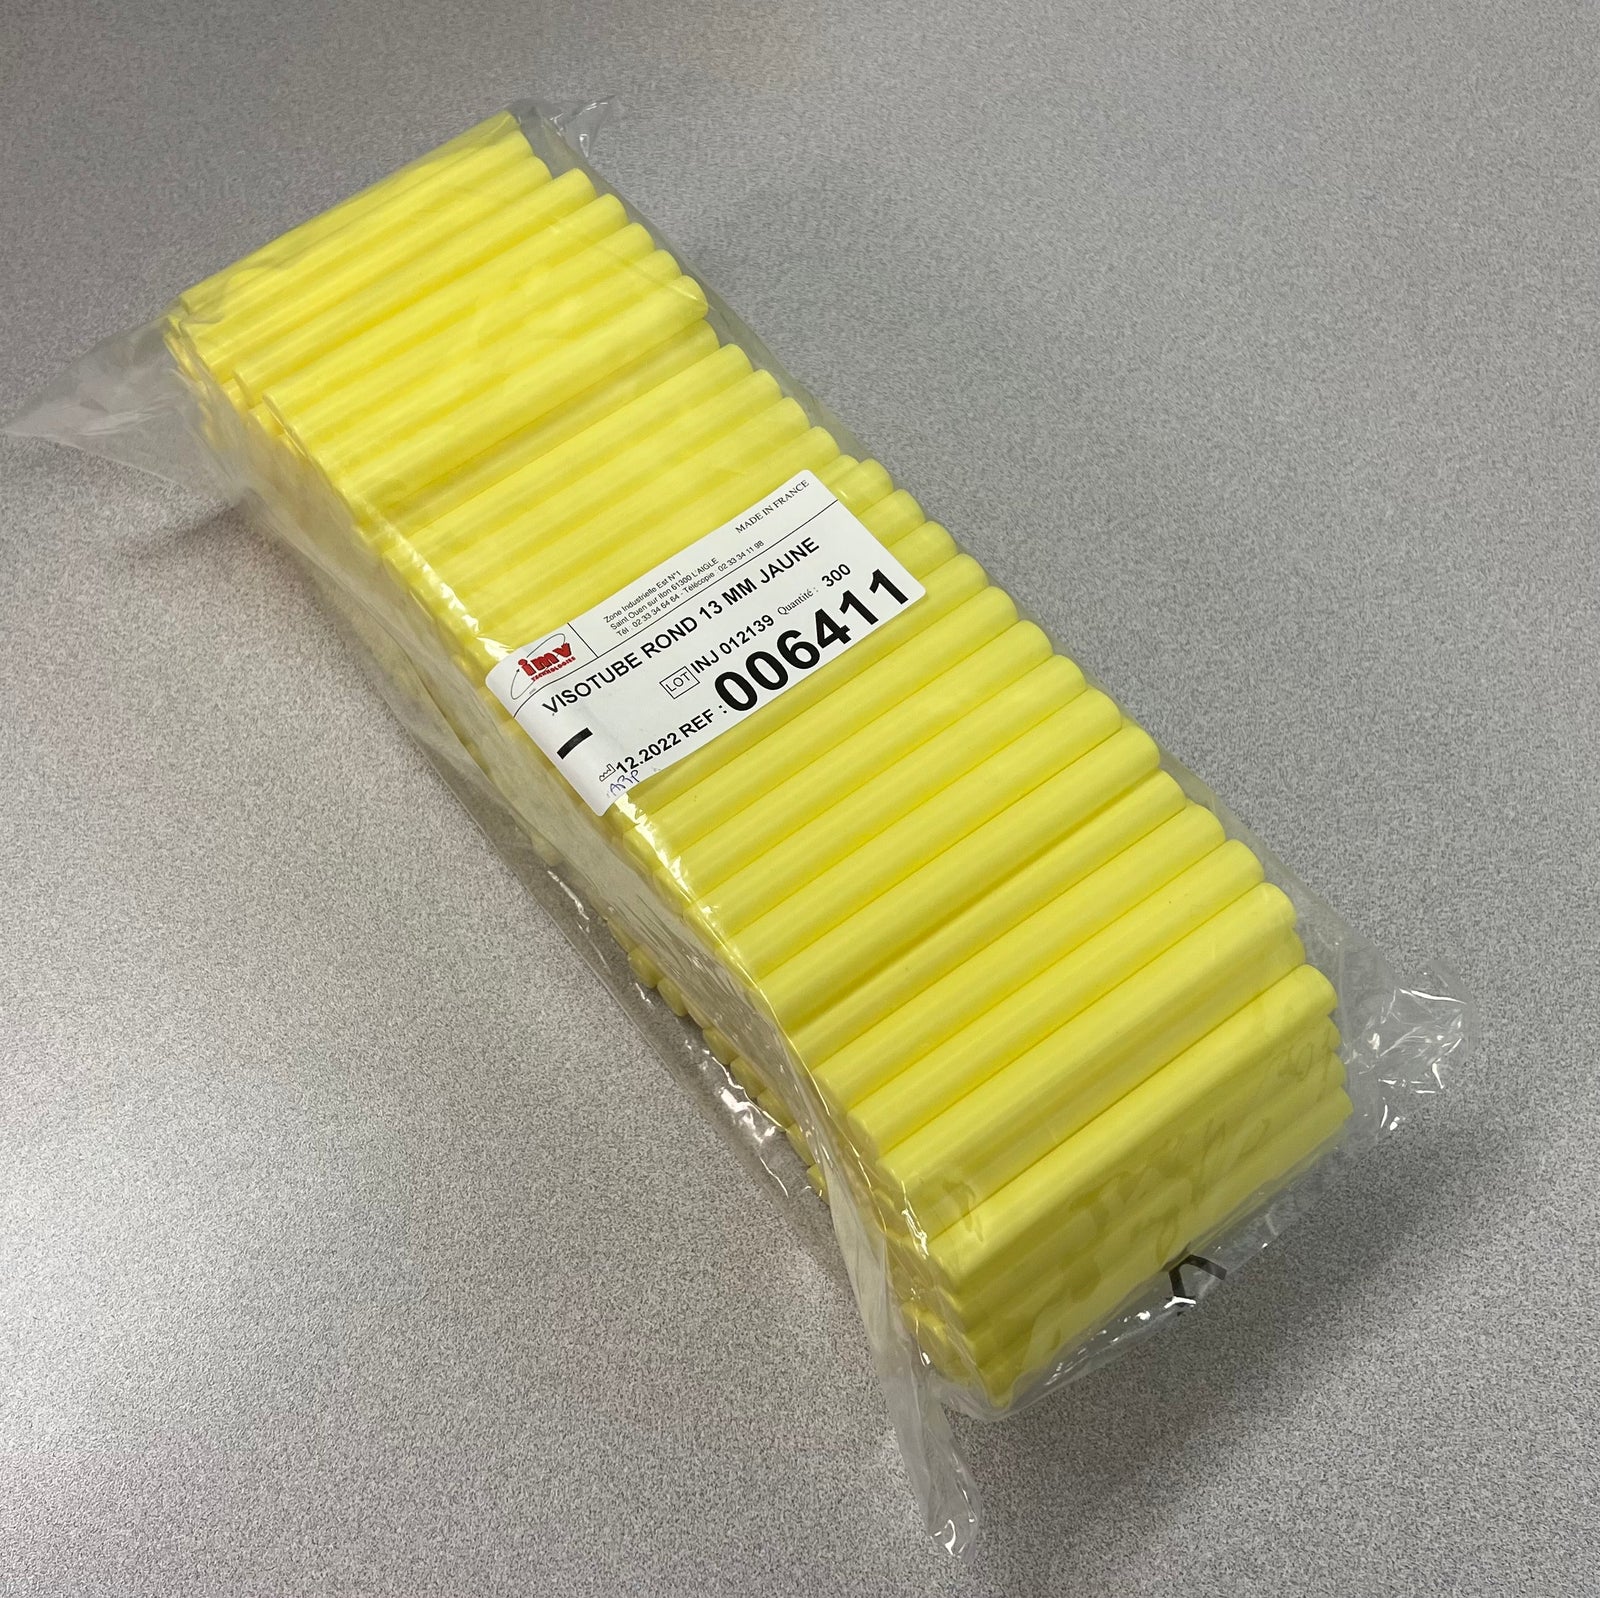 imv
TECHNOLOGIES
Zone Industrielle Est N°1
Saint Ouen sur Iton 61300 L'AIGLE
Tél : 02 33 34 64 64 - Télécopie : 02 33 34 11 98
MADE IN FRANCE
VISOTUBE ROND 13 MM JAUNE
LOT INJ 012139 Quantité : 300
12.2022 REF : 006411